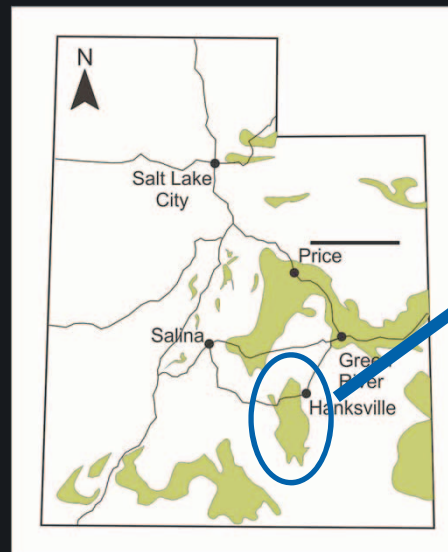 N
Salt Lake
City
Price
Salina
Green
River
Hanksville